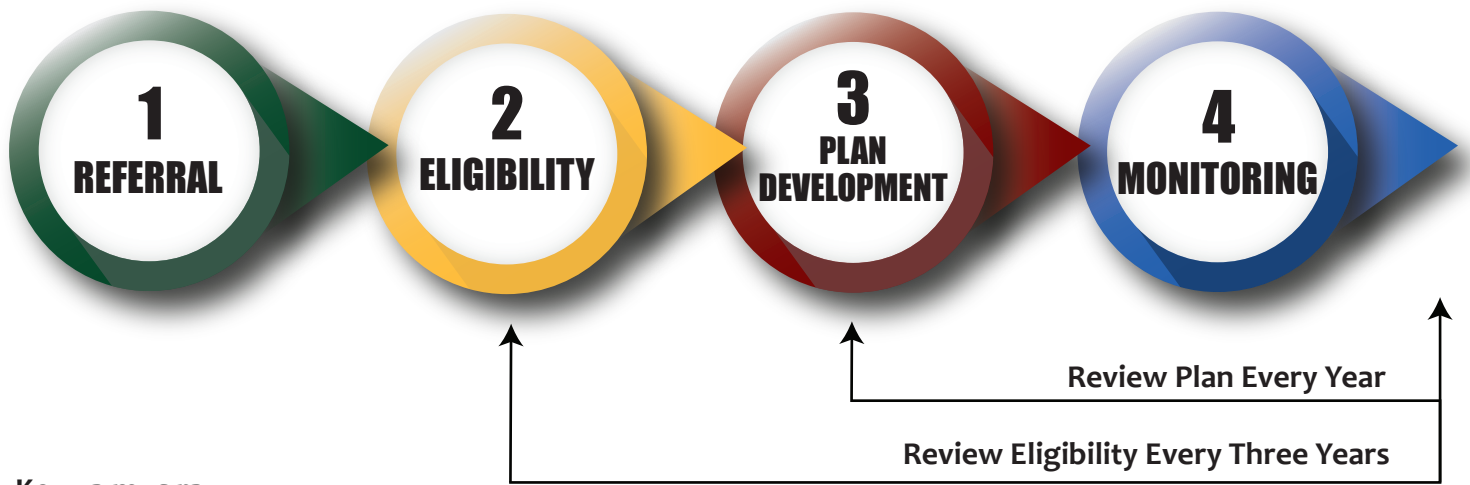 1
REFERRAL
2
ELIGIBILITY
3
PLAN
DEVELOPMENT
4
MONITORING
Review Plan Every Year
Review Eligibility Every Three Years